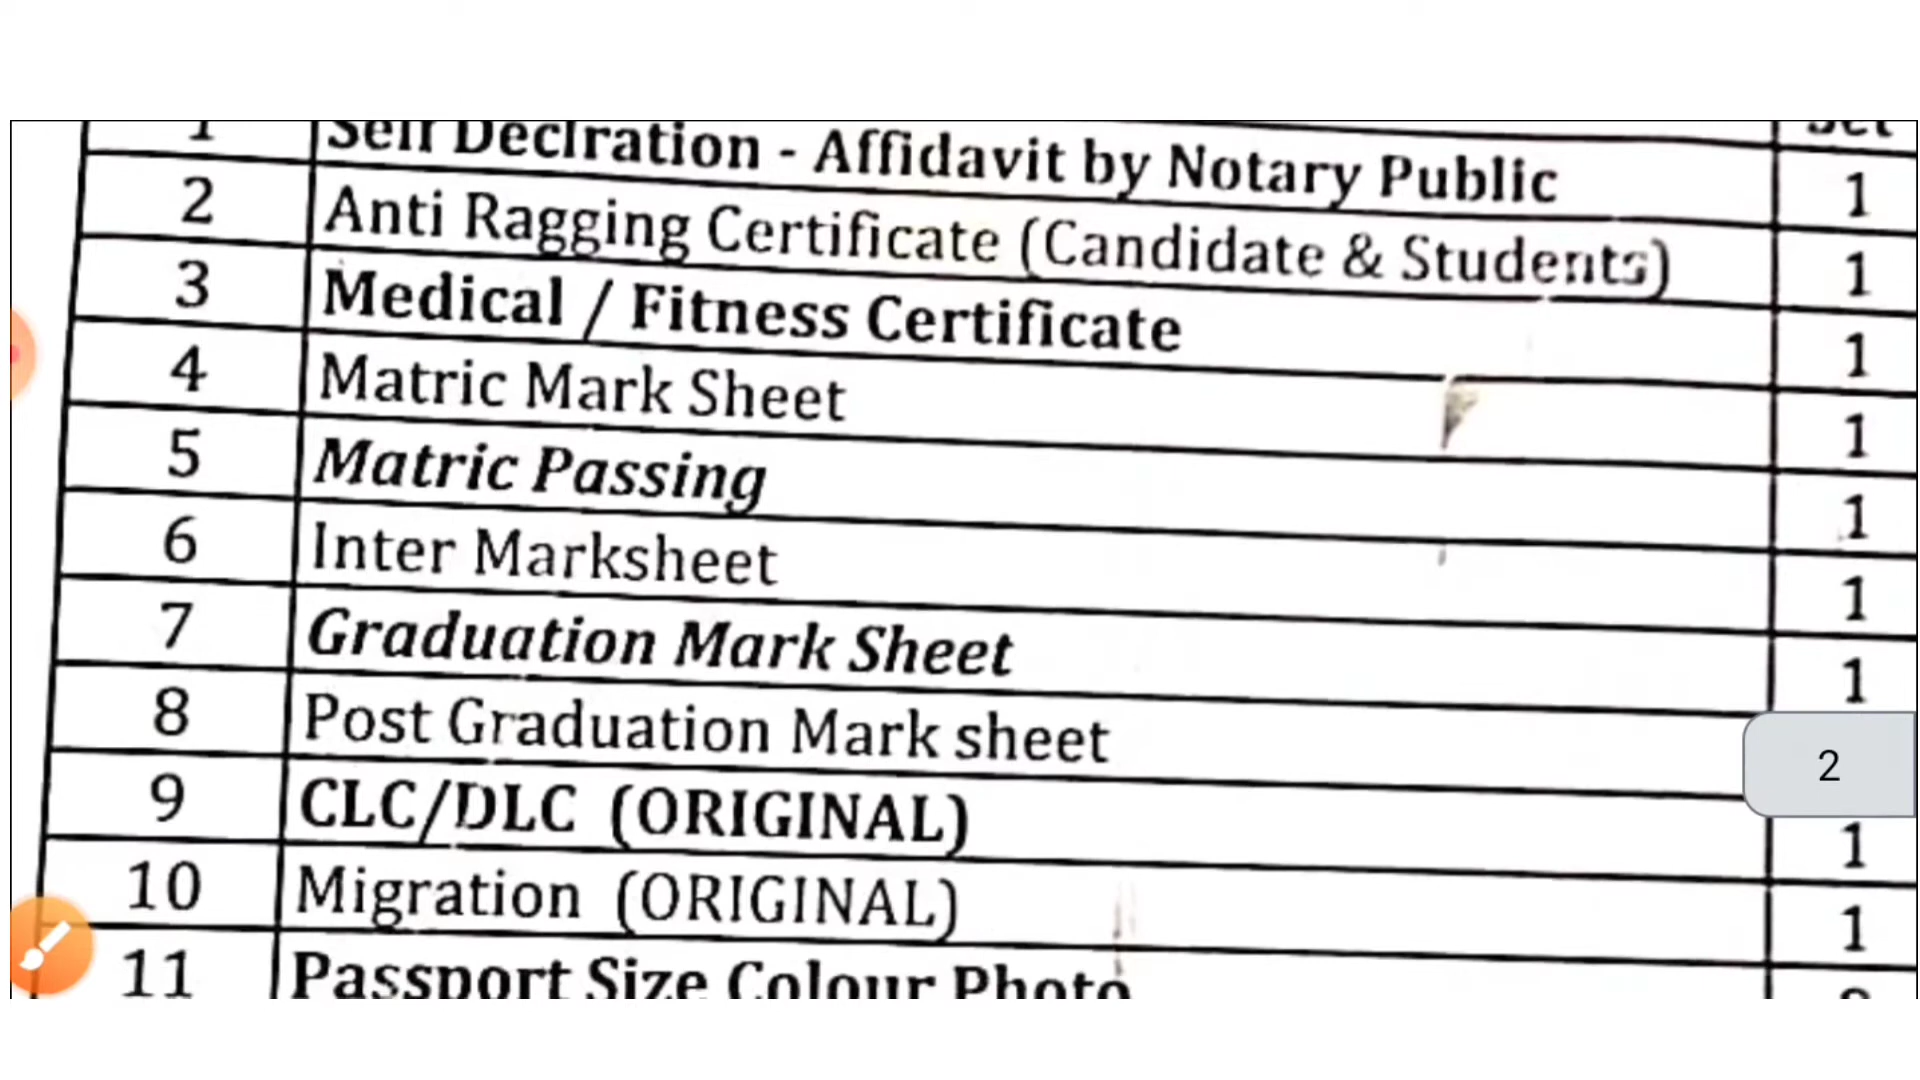 1 Self Declration - Affidavit by Notary Public 1
2 Anti Ragging Certificate (Candidate & Students) 1
3 Medical / Fitness Certificate 1
4 Matric Mark Sheet 1
5 Matric Passing 1
6 Inter Marksheet 1
7 Graduation Mark Sheet 1
8 Post Graduation Mark sheet
2
9 CLC/DLC (ORIGINAL) 1
10 Migration (ORIGINAL) 1
11 Passport Size Colour Photo